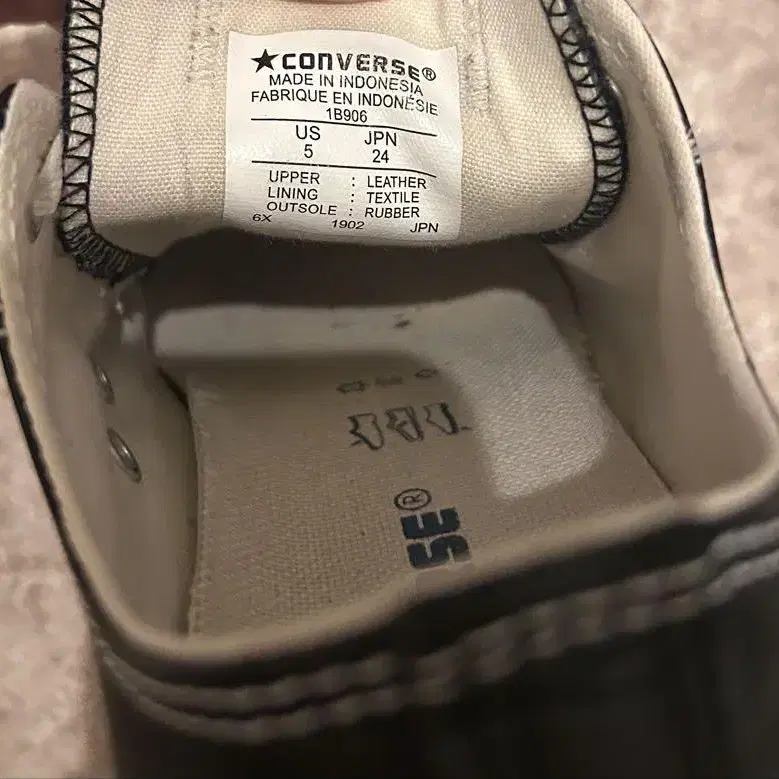 ★CONVERSE®
MADE IN INDONESIA
FABRIQUE EN INDONÉSIE
1B906
US JPN
5 24
UPPER : LEATHER
LINING : TEXTILE
OUTSOLE : RUBBER
6X 1902 JPN
SE®